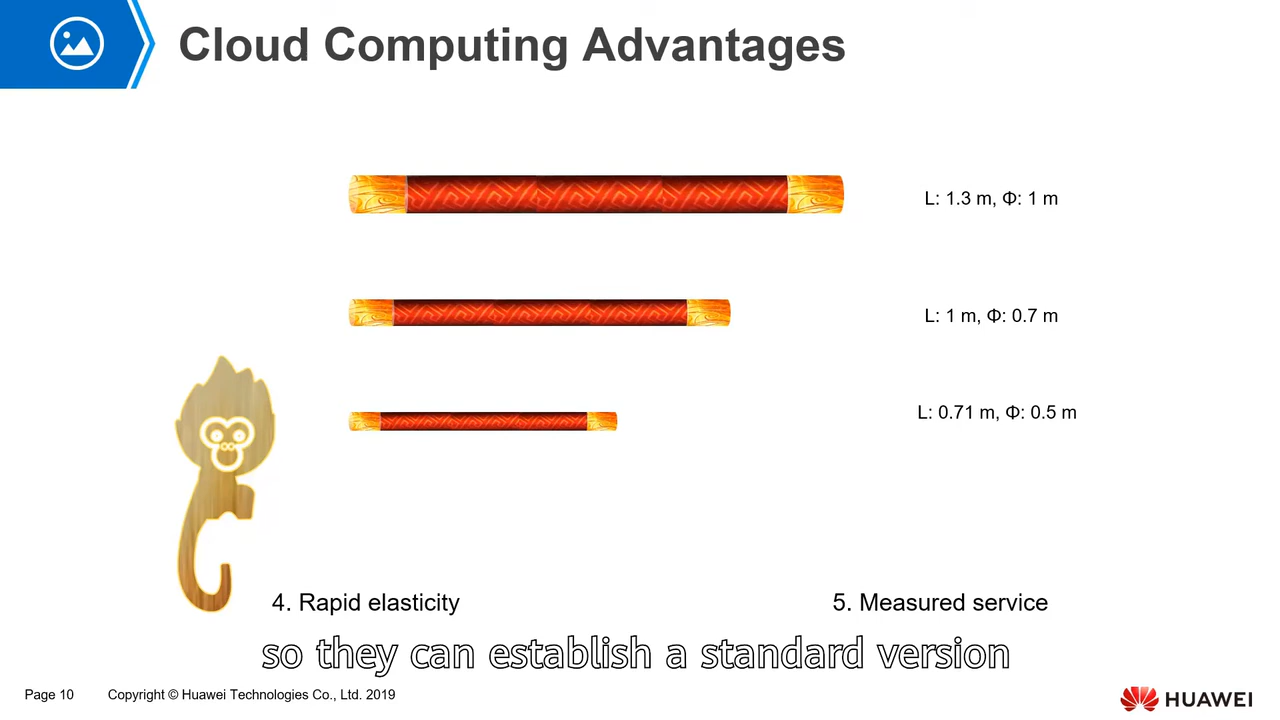 Cloud Computing Advantages
L: 1.3 m, Φ: 1 m
L: 1 m, Φ: 0.7 m
L: 0.71 m, Φ: 0.5 m
4. Rapid elasticity
5. Measured service
so they can establish a standard version
Page 10
Copyright © Huawei Technologies Co., Ltd. 2019
HUAWEI